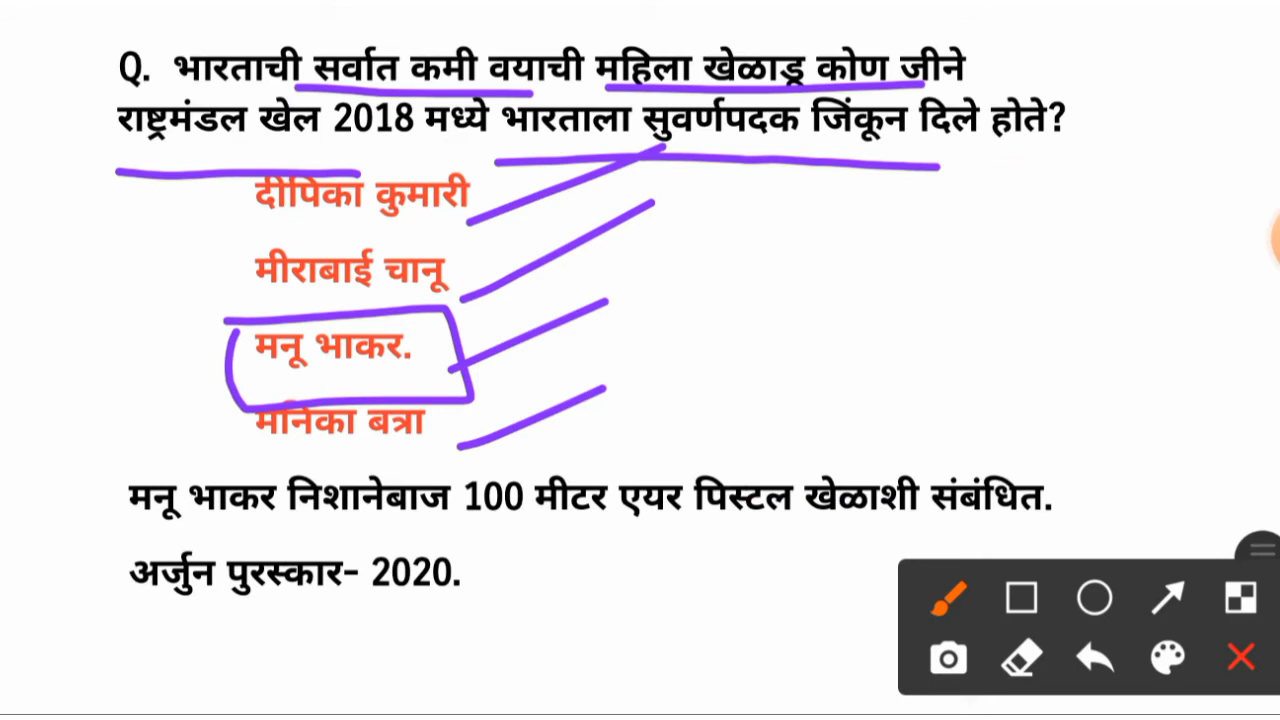 Q. भारताची सर्वात कमी वयाची महिला खेळाडू कोण जीने
राष्ट्रमंडल खेल 2018 मध्ये भारताला सुवर्णपदक जिंकून दिले होते?
दीपिका कुमारी
मीराबाई चानू
मनू भाकर.
मनिका बत्रा
मनू भाकर निशानेबाज 100 मीटर एयर पिस्टल खेळाशी संबंधित.
अर्जुन पुरस्कार- 2020.